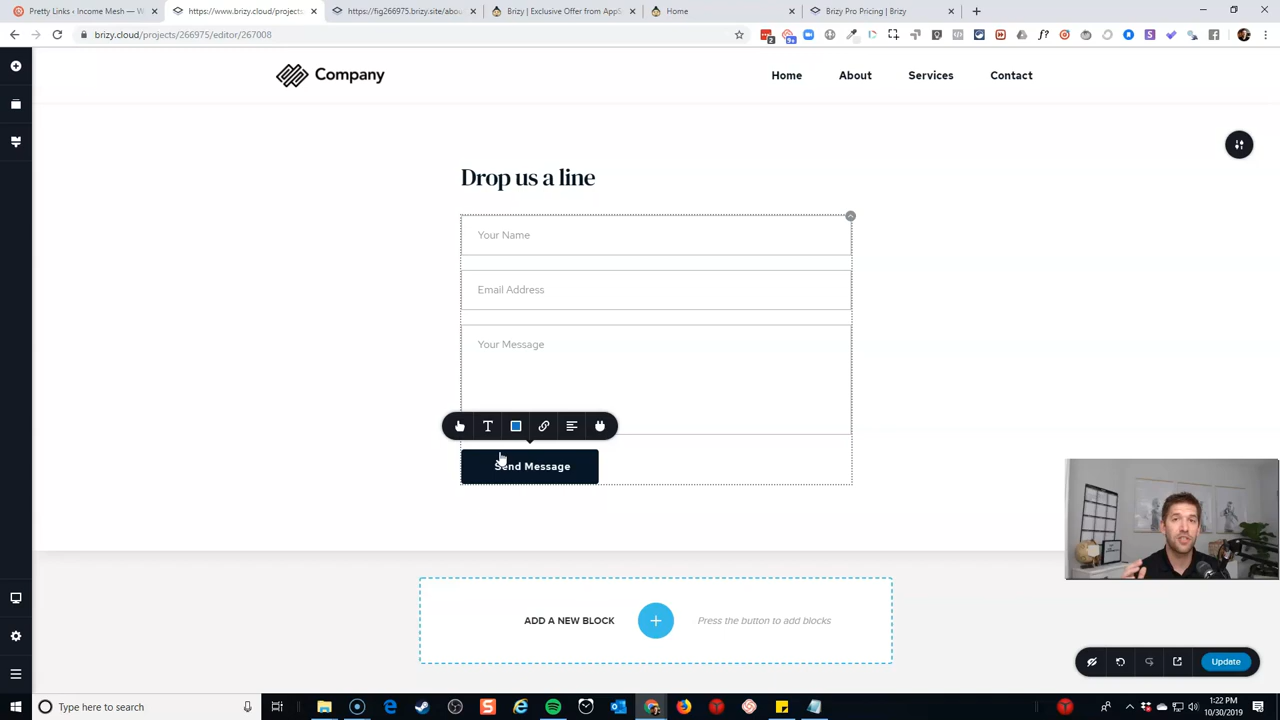 Pretty Links ‹ Income Mesh — W
https://www.brizy.cloud/projects
https://fig266975.brizy.site/abou
Brizy | Exclusive Offer from AppS
Home
Brizy Pro Pricing | Brizy
brizy.cloud/projects/266975/editor/267008
Company
Home
About
Services
Contact
Drop us a line
Your Name
Email Address
Your Message
Send Message
ADD A NEW BLOCK
Press the button to add blocks
Update
Type here to search
1:22 PM
10/30/2019